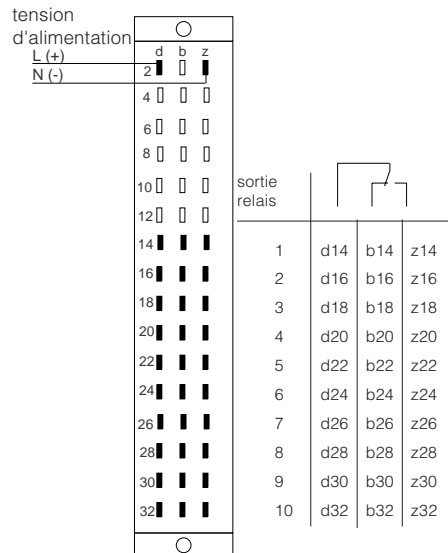 tension
d'alimentation
L (+)
N (-)
d b z
2
4
6
8
10
12
14
16
18
20
22
24
26
28
30
32
sortie
relais
1 d14 b14 z14
2 d16 b16 z16
3 d18 b18 z18
4 d20 b20 z20
5 d22 b22 z22
6 d24 b24 z24
7 d26 b26 z26
8 d28 b28 z28
9 d30 b30 z30
10 d32 b32 z32